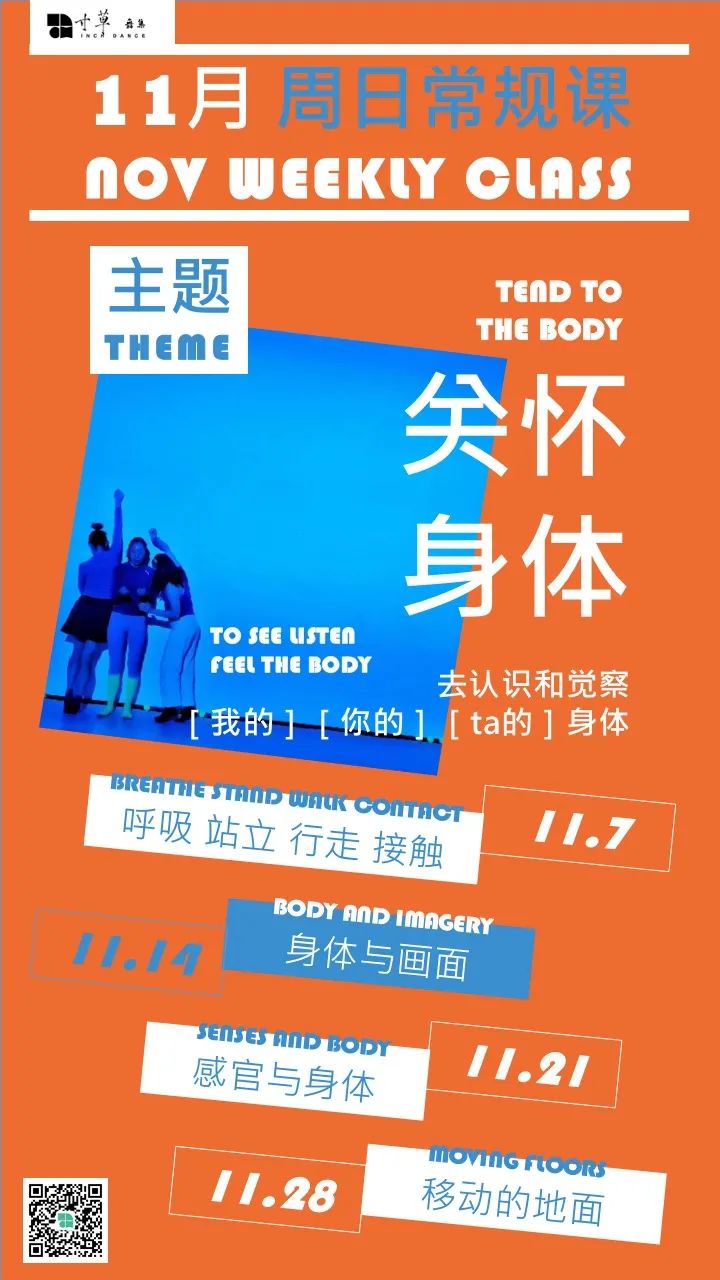 寸草 舞集
INCH DANCE
11月 周日常规课
NOV WEEKLY CLASS
主题
THEME
TEND TO
THE BODY
关怀
身体
TO SEE LISTEN
FEEL THE BODY
去认识和觉察
[ 我的 ] [ 你的 ] [ ta的 ] 身体
BREATHE STAND WALK CONTACT
呼吸 站立 行走 接触
11.7
BODY AND IMAGERY
11.14
身体与画面
SENSES AND BODY
感官与身体
11.21
MOVING FLOORS
11.28
移动的地面